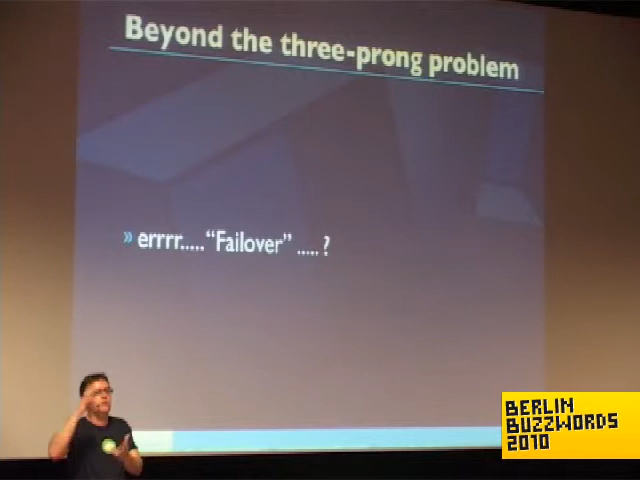 Beyond the three-prong problem
» errrr....."Failover" .....?
BERLIN
BUZZWORDS
2010